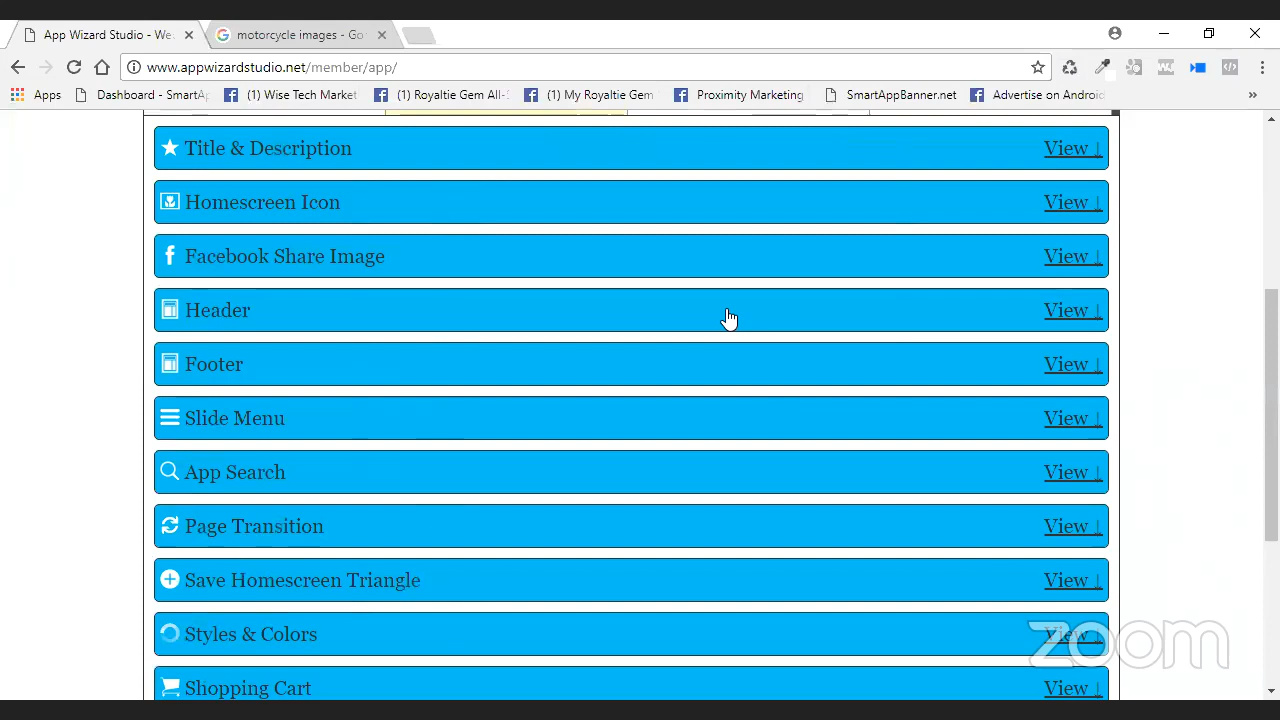 App Wizard Studio - We
motorcycle images - Go
www.appwizardstudio.net/member/app/
Apps
Dashboard - SmartAp
(1) Wise Tech Market
(1) Royaltie Gem All-
(1) My Royaltie Gem
Proximity Marketing
SmartAppBanner.net
Advertise on Android
»
Title & Description View ↓
Homescreen Icon View ↓
Facebook Share Image View ↓
Header View ↓
Footer View ↓
Slide Menu View ↓
App Search View ↓
Page Transition View ↓
Save Homescreen Triangle View ↓
Styles & Colors View ↓
zoom
Shopping Cart View ↓